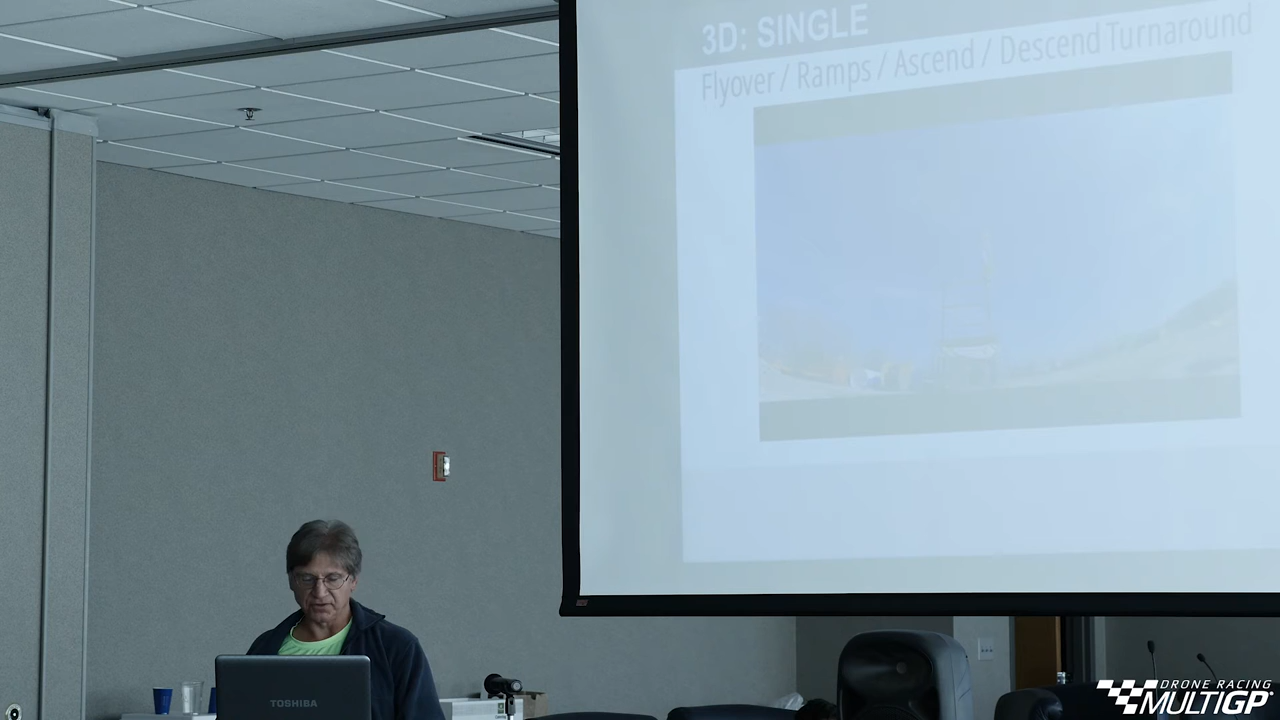 3D: SINGLE
Flyover / Ramps / Ascend / Descend Turnaround
TOSHIBA
DRONE RACING
MULTIGP